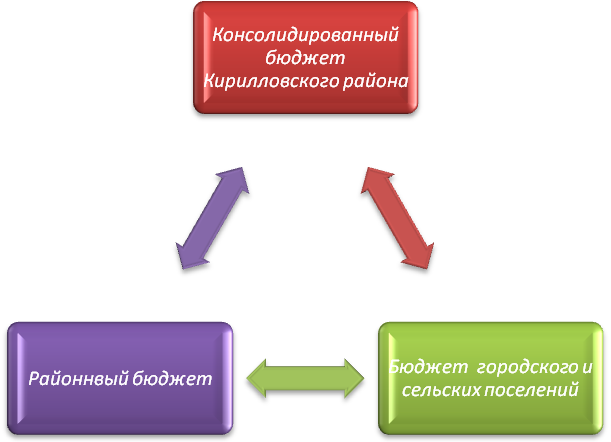 Консолидированный
бюджет
Кирилловского района
Районнвый бюджет
Бюджет городского и
сельских поселений